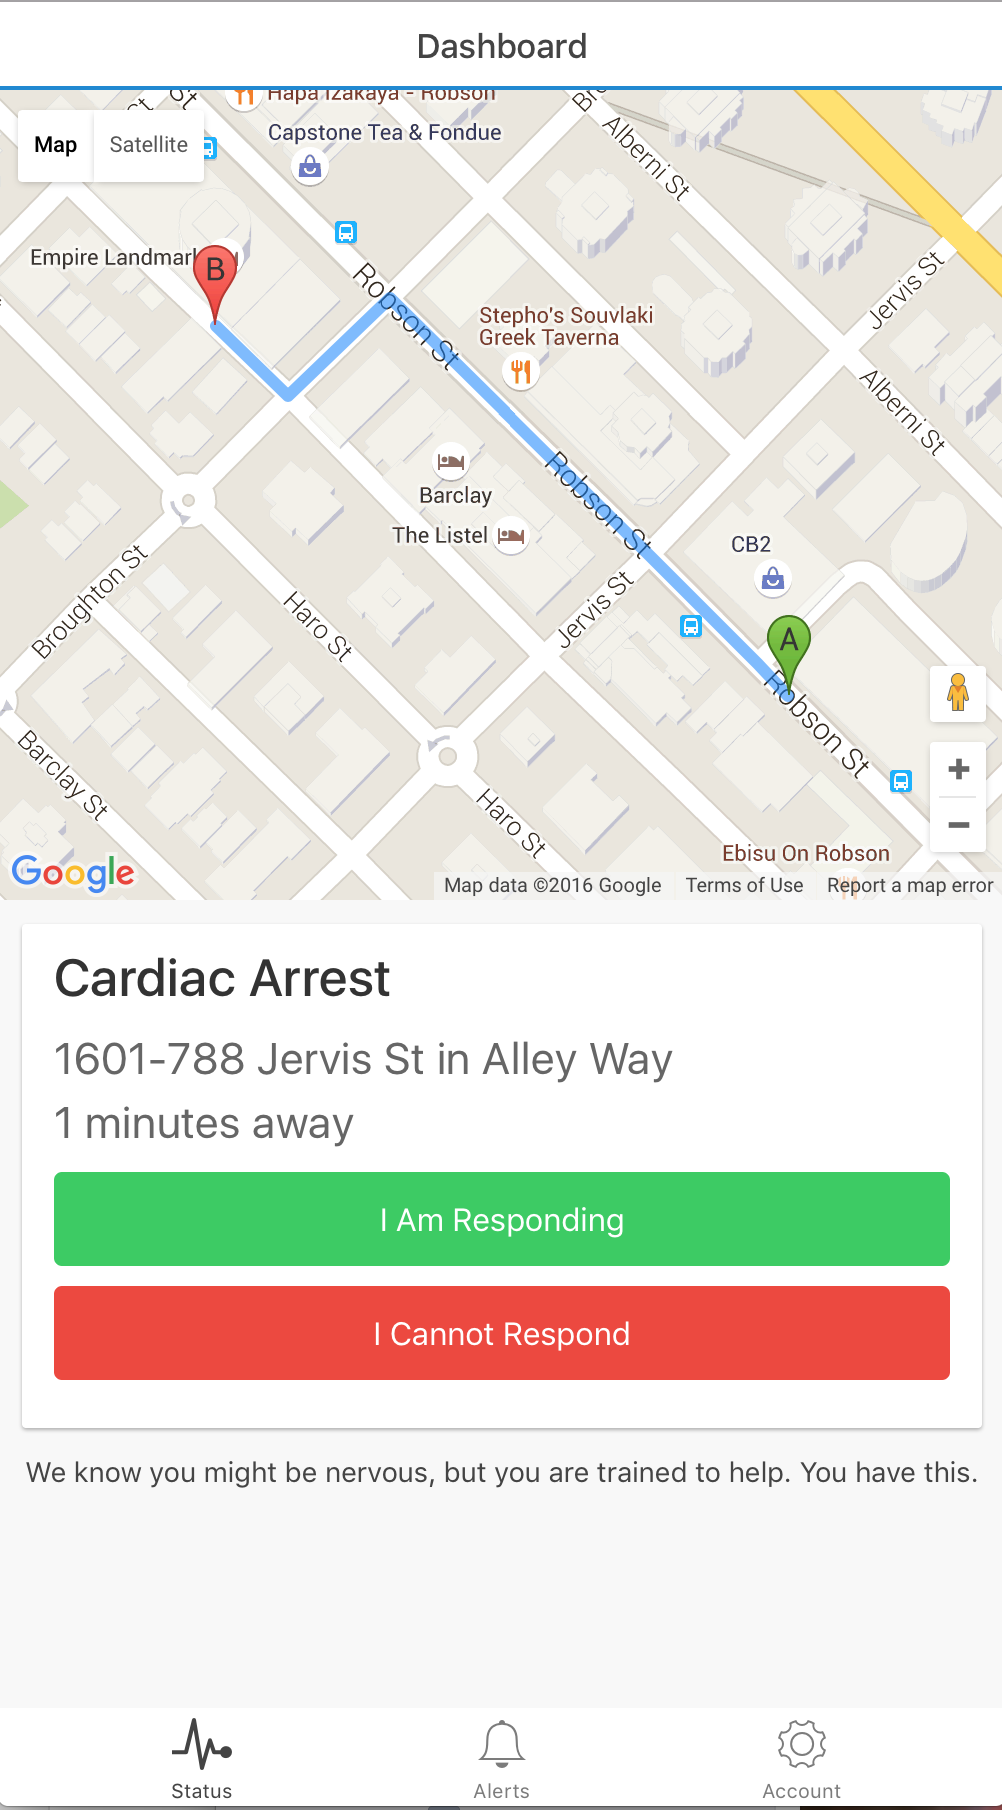 Dashboard
St
St
Hapa Izakaya - Robson
Capstone Tea & Fondue
Alberni St
Map
Satellite
Empire Landmark
B
Robson St
Jervis St
Stepho's Souvlaki
Greek Taverna
Alberni St
Barclay
Robson St
The Listel
CB2
Broughton St
Haro St
Jervis St
A
Robson St
Barclay St
Haro St
Ebisu On Robson
Google
Map data ©2016 Google
Terms of Use
Report a map error
Cardiac Arrest
1601-788 Jervis St in Alley Way
1 minutes away
I Am Responding
I Cannot Respond
We know you might be nervous, but you are trained to help. You have this.
Status
Alerts
Account